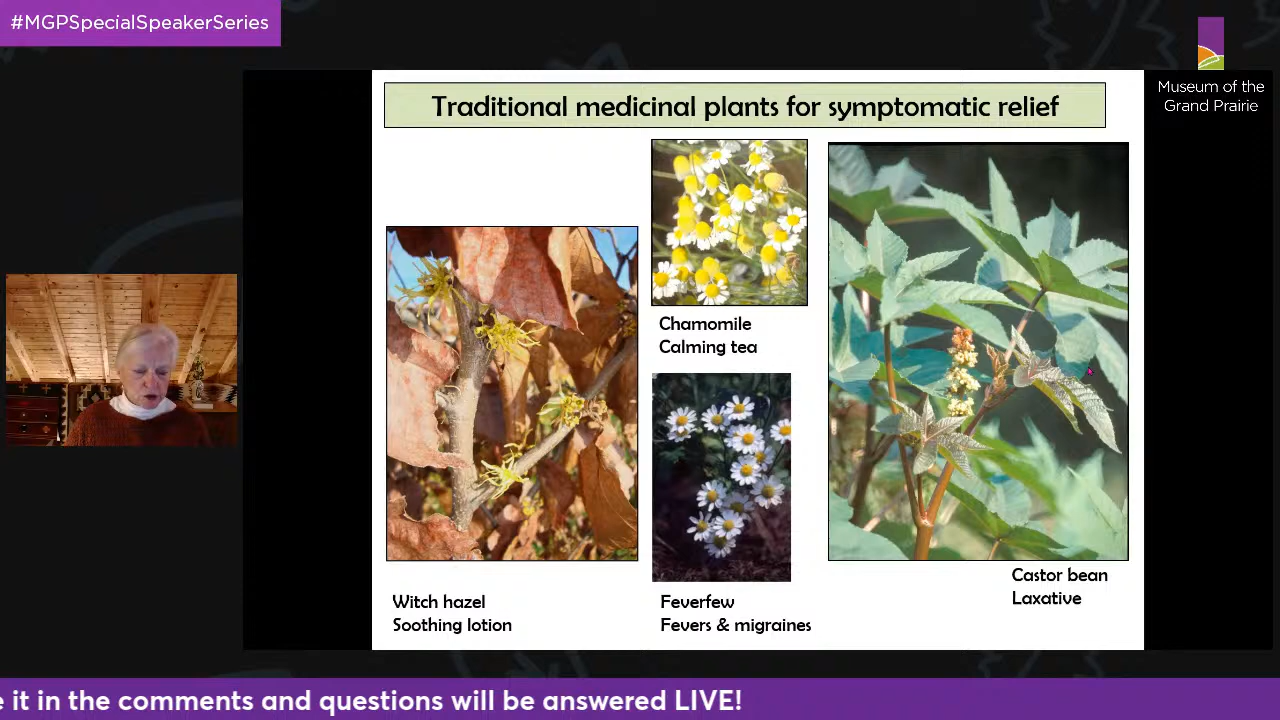 #MGPSpecialSpeakerSeries
Museum of the
Grand Prairie
Traditional medicinal plants for symptomatic relief
Chamomile
Calming tea
Witch hazel
Soothing lotion
Feverfew
Fevers & migraines
Castor bean
Laxative
e it in the comments and questions will be answered LIVE!